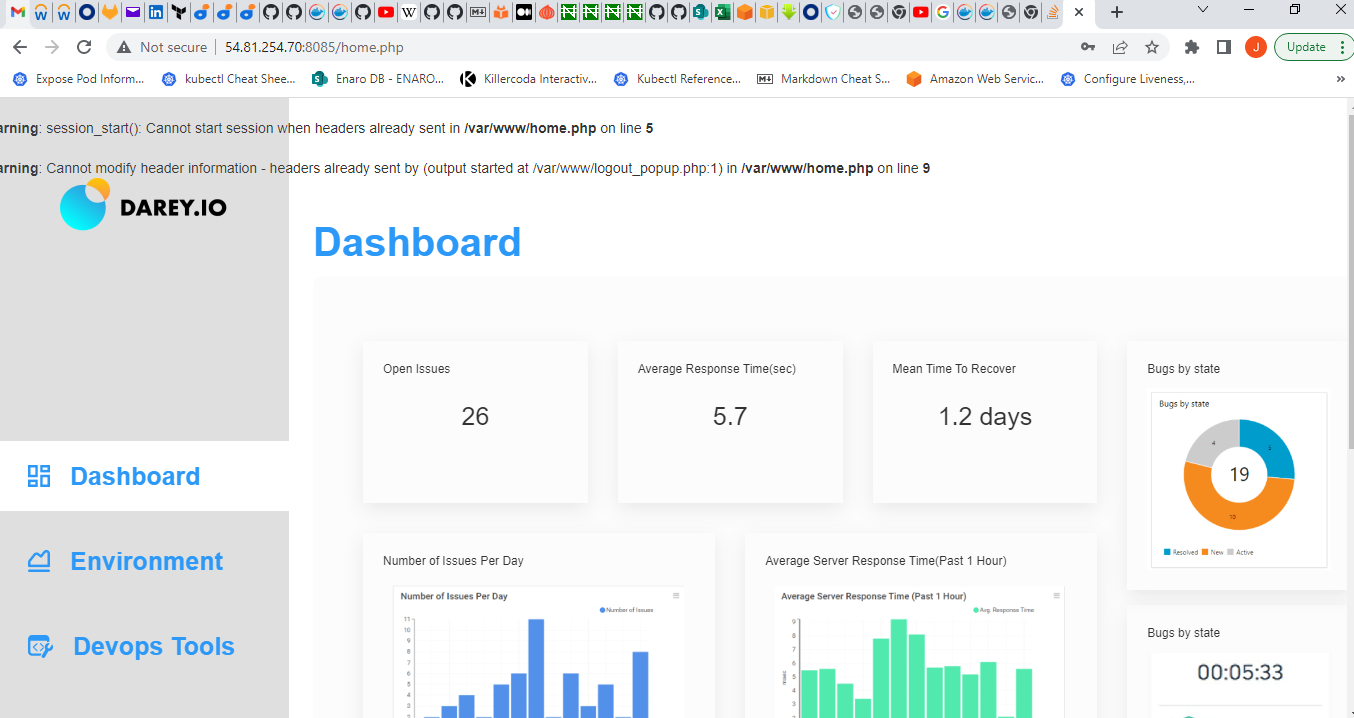 Not secure | 54.81.254.70:8085/home.php
J
Update
Expose Pod Inform... kubectl Cheat Shee... Enaro DB - ENARO... Killercoda Interactiv... Kubectl Reference... Markdown Cheat S... Amazon Web Servic... Configure Liveness,... »
arning: session_start(): Cannot start session when headers already sent in /var/www/home.php on line 5
arning: Cannot modify header information - headers already sent by (output started at /var/www/logout_popup.php:1) in /var/www/home.php on line 9
DAREY.IO
Dashboard
Dashboard
Environment
Devops Tools
Open Issues
26
Average Response Time(sec)
5.7
Mean Time To Recover
1.2 days
Bugs by state
Bugs by state
4
5
19
10
Resolved New Active
Number of Issues Per Day
Number of Issues Per Day
Number of Issues
11
10
9
8
7
6
5
4
3
2
Average Server Response Time(Past 1 Hour)
Average Server Response Time (Past 1 Hour)
Avg. Response Time
msec
9
8
7
6
5
4
3
2
Bugs by state
00:05:33